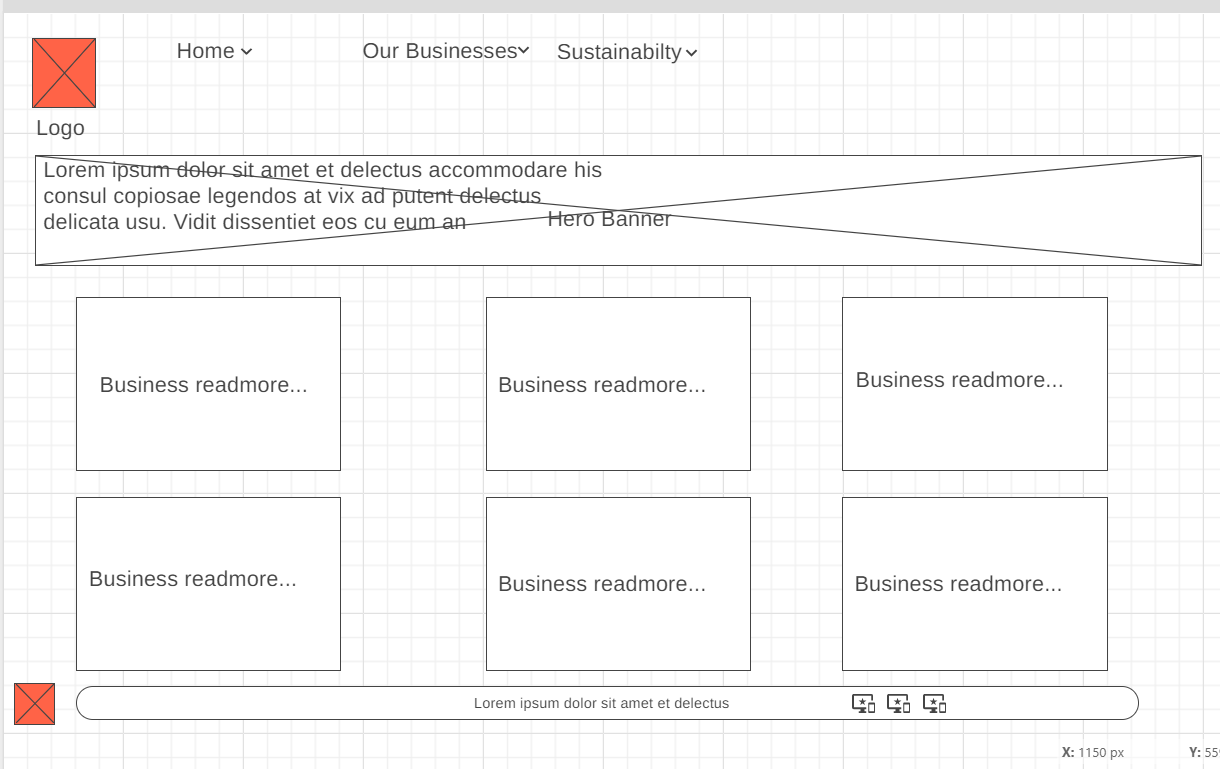 Home
Our Businesses
Sustainabilty
Logo
Lorem ipsum dolor sit amet et delectus accommodare his
consul copiosae legendos at vix ad putent delectus
delicata usu. Vidit dissentiet eos cu eum an
Hero Banner
Business readmore...
Business readmore...
Business readmore...
Business readmore...
Business readmore...
Business readmore...
Lorem ipsum dolor sit amet et delectus
X: 1150 px
Y: 55